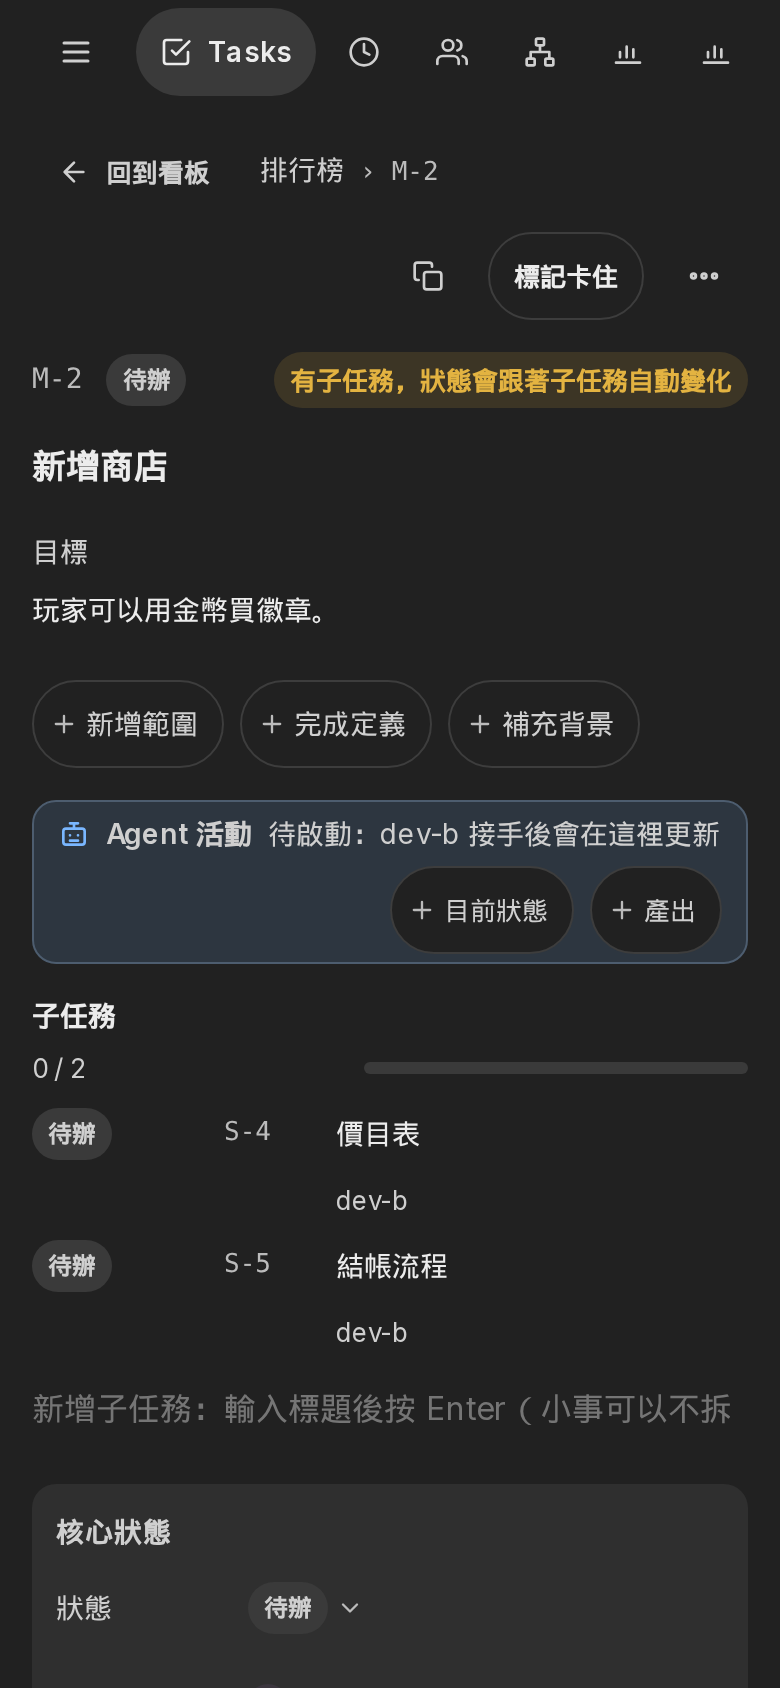 Tasks
回到看板 排行榜 › M-2
標記卡住
M-2 待辦 有子任務，狀態會跟著子任務自動變化
新增商店
目標
玩家可以用金幣買徽章。
+ 新增範圍 + 完成定義 + 補充背景
Agent 活動 待啟動：dev-b 接手後會在這裡更新
+ 目前狀態 + 產出
子任務
0 / 2
待辦 S-4 價目表
dev-b
待辦 S-5 結帳流程
dev-b
新增子任務：輸入標題後按 Enter（小事可以不拆
核心狀態
狀態 待辦